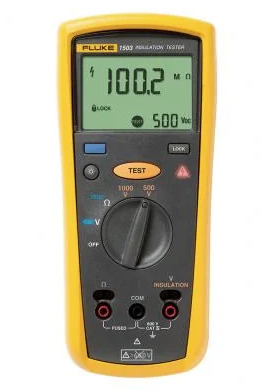 FLUKE 1503 INSULATION TESTER
100.2 MΩ
LOCK
TEST 500 VDC
LOCK
TEST
1000 500
V V
Ω
V
OFF
Ω COM V
INSULATION
FUSED 600 V
CAT